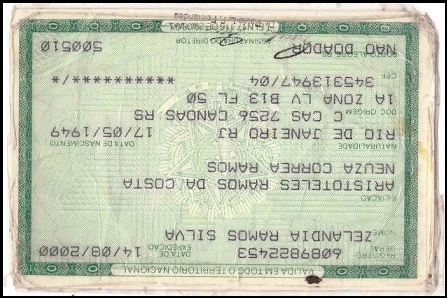 VÁLIDA EM TODO O TERRITÓRIO NACIONAL
REGISTRO GERAL 6089822453 DATA DE EXPEDIÇÃO 14/08/2000
NOME ZELANDIA RAMOS SILVA
FILIAÇÃO
ARISTOTELES RAMOS DA COSTA
NEUZA CORREA RAMOS
NATURALIDADE DATA DE NASCIMENTO
RIO DE JANEIRO RJ 17/05/1949
DOC ORIGEM C CAS 7256 CANOAS RS
1A ZONA LV B13 FL 50
CPF 345313947/04 ***********/*
NAO DOADOR 500510
ASSINATURA DO DIRETOR